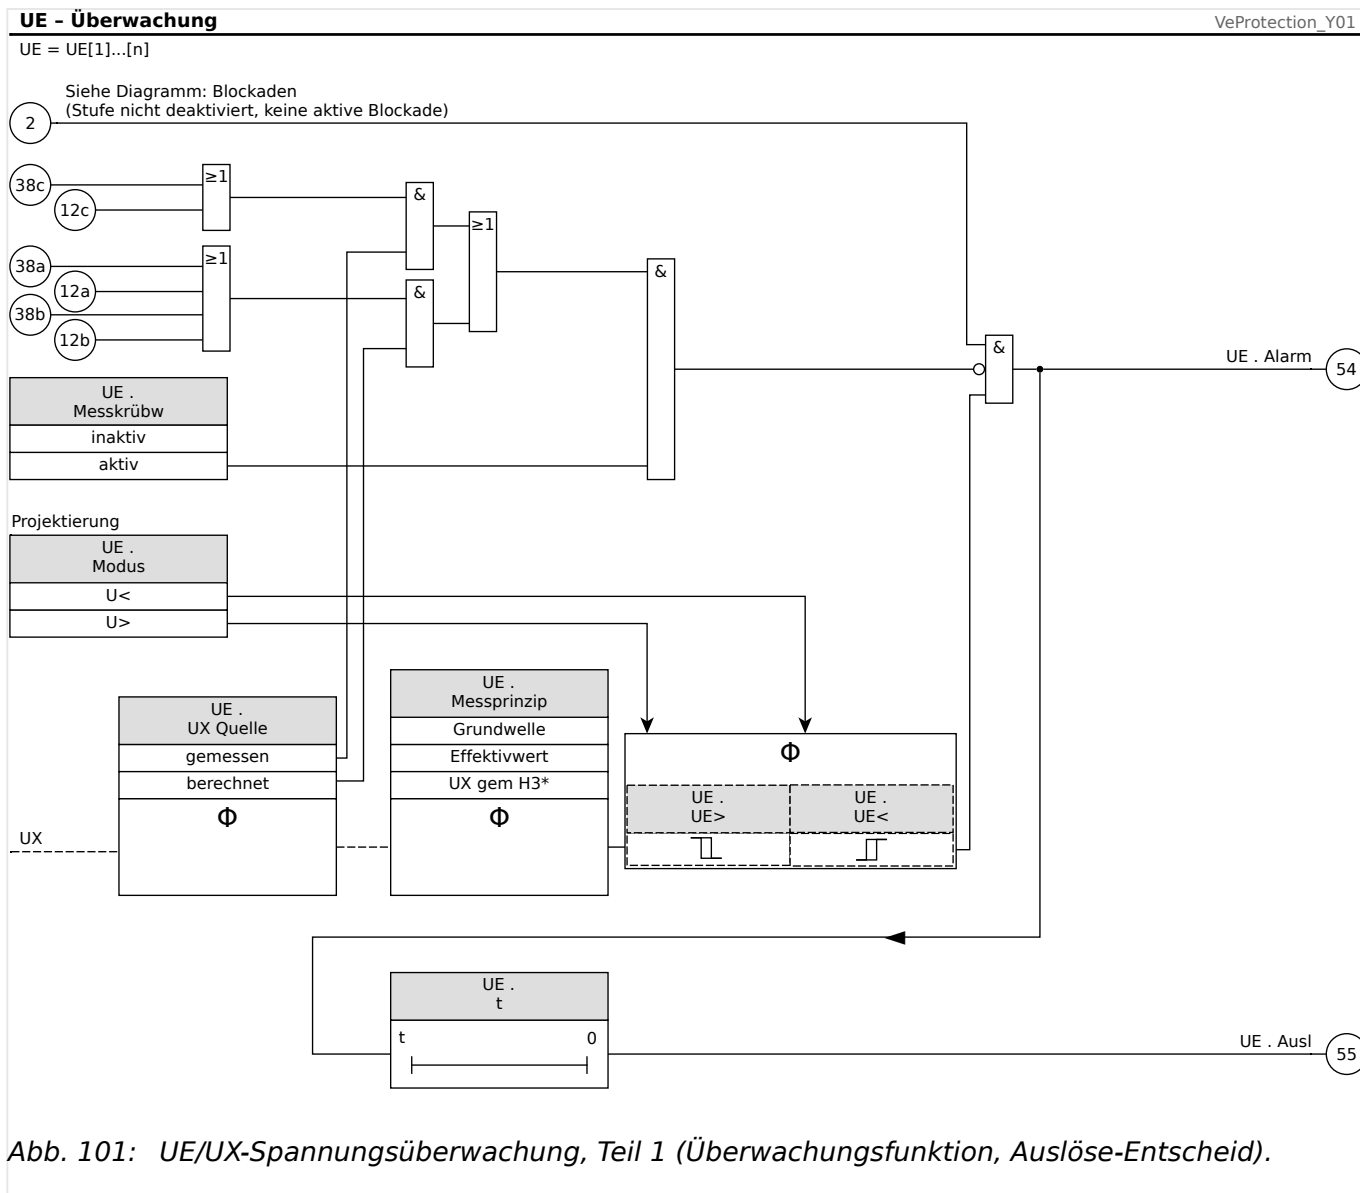 UE – Überwachung
VeProtection_Y01
UE = UE[1]...[n]
Siehe Diagramm: Blockaden
(Stufe nicht deaktiviert, keine aktive Blockade)
2
38c
12c
≥1
&
≥1
38a
12a
38b
12b
≥1
&
&
&
UE . Alarm
54
UE .
Messkrübw
inaktiv
aktiv
Projektierung
UE .
Modus
U<
U>
UE .
UX Quelle
gemessen
berechnet
Φ
UX
UE .
Messprinzip
Grundwelle
Effektivwert
UX gem H3*
Φ
Φ
UE .
UE>
UE .
UE<
UE .
t
t
0
UE . Ausl
55
Abb. 101: UE/UX-Spannungsüberwachung, Teil 1 (Überwachungsfunktion, Auslöse-Entscheid).